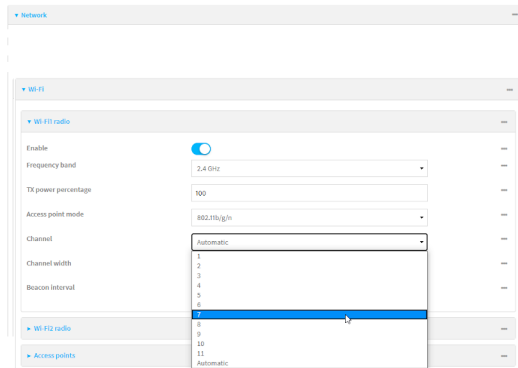 Network
Wi-Fi
Wi-Fi1 radio
Enable
Frequency band
2.4 GHz
TX power percentage
100
Access point mode
802.11b/g/n
Channel
Automatic
Channel width
Beacon interval
1
2
3
4
5
6
7
8
9
10
11
Automatic
Wi-Fi2 radio
Access points